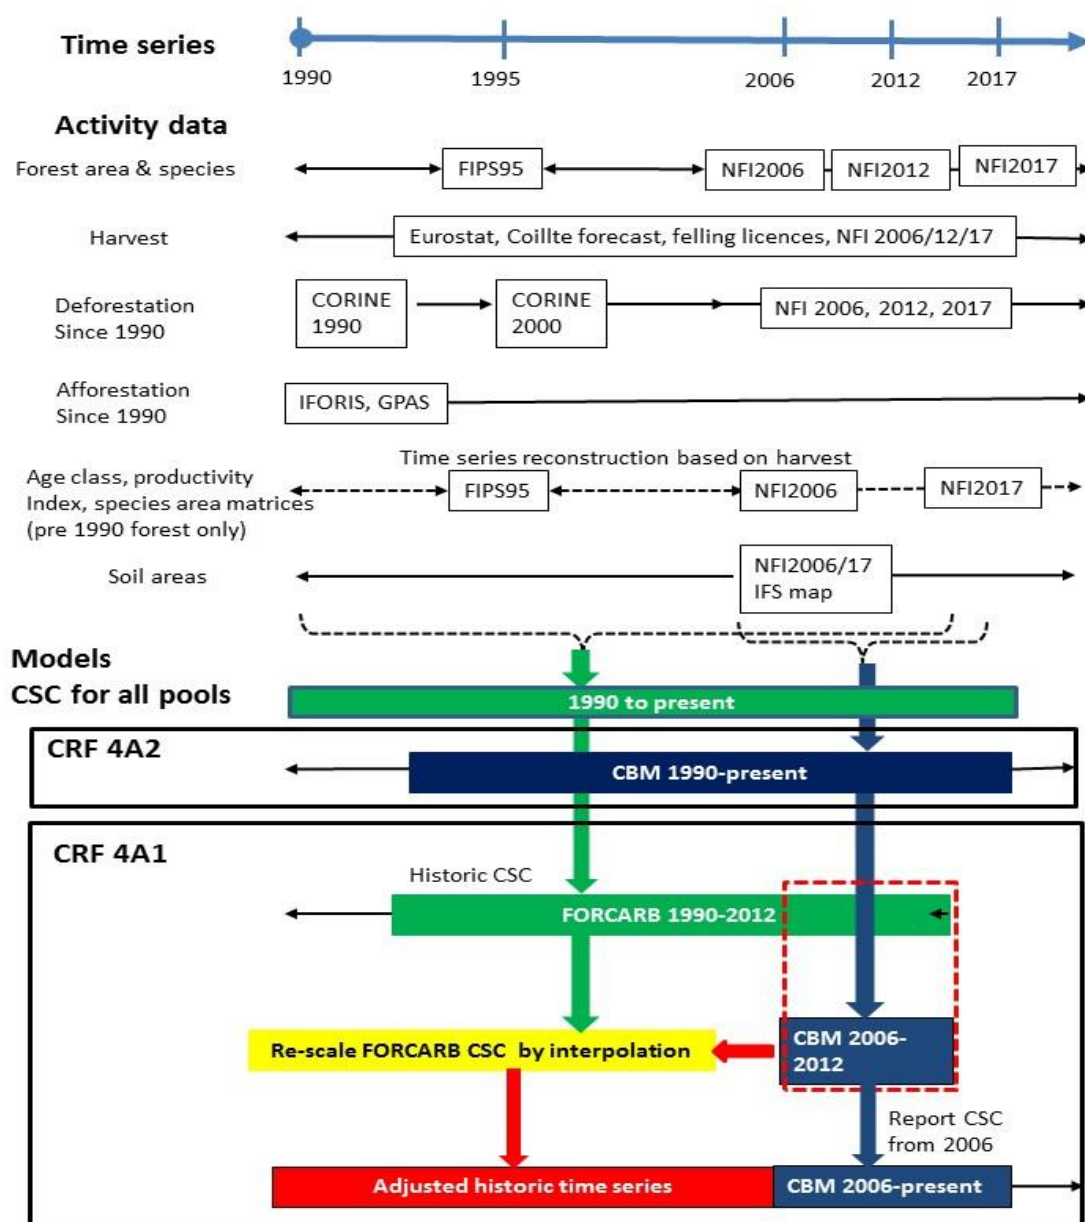 Time series
1990
1995
2006
2012
2017
Activity data
Forest area & species
FIPS95
NFI2006
NFI2012
NFI2017
Harvest
Eurostat, Coillte forecast, felling licences, NFI 2006/12/17
Deforestation
Since 1990
CORINE
1990
CORINE
2000
NFI 2006, 2012, 2017
Afforestation
Since 1990
IFORIS, GPAS
Time series reconstruction based on harvest
Age class, productivity
Index, species area matrices
(pre 1990 forest only)
FIPS95
NFI2006
NFI2017
Soil areas
NFI2006/17
IFS map
Models
CSC for all pools
1990 to present
CRF 4A2
CBM 1990-present
CRF 4A1
Historic CSC
FORCARB 1990-2012
Re-scale FORCARB CSC by interpolation
CBM 2006-
2012
Report CSC
from 2006
Adjusted historic time series
CBM 2006-present